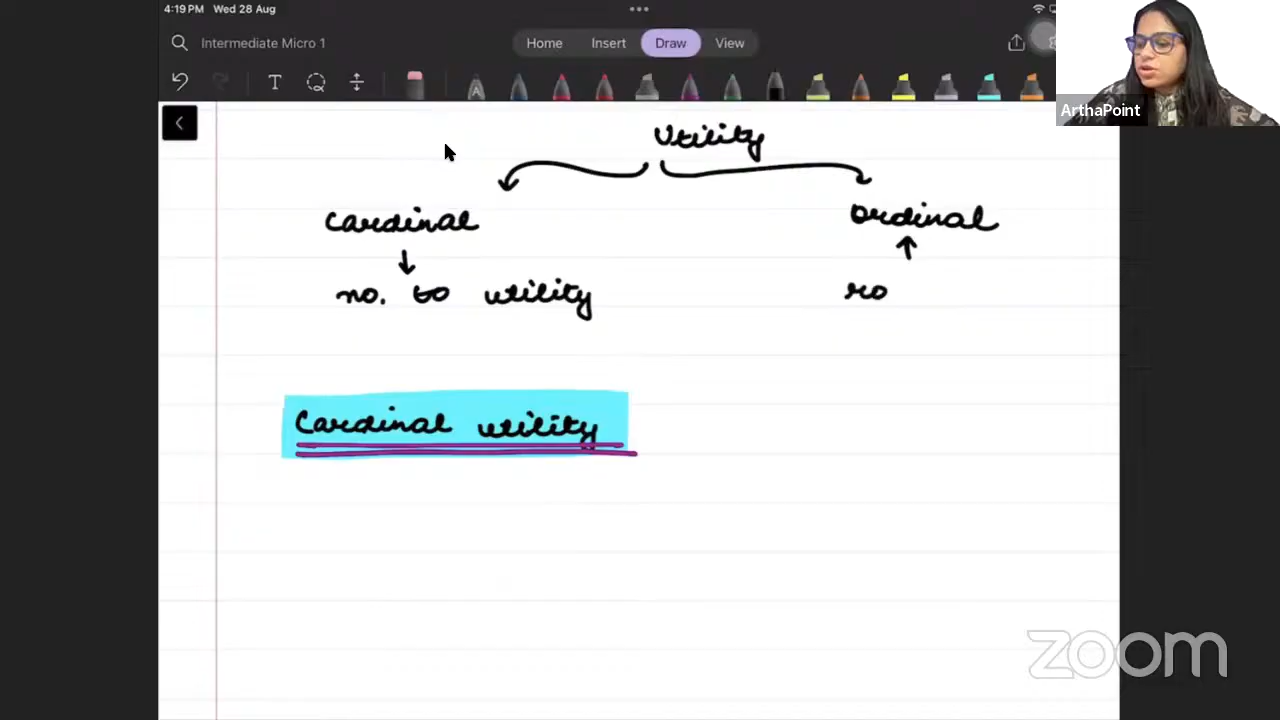 4:19 PM Wed 28 Aug
Intermediate Micro 1 Home Insert Draw View
T A
ArthaPoint
Utility
Cardinal Ordinal
no. to utility ro
Cardinal utility
zoom